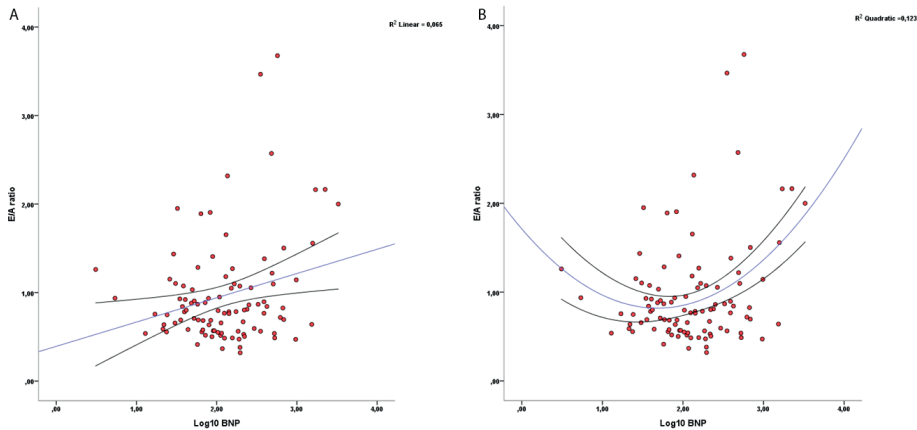 A
R² Linear = 0,065
4,00
3,00
2,00
1,00
,00
E/A ratio
,00
1,00
2,00
3,00
4,00
Log10 BNP
B
R² Quadratic =0,123
4,00
3,00
2,00
1,00
,00
E/A ratio
,00
1,00
2,00
3,00
4,00
Log10 BNP